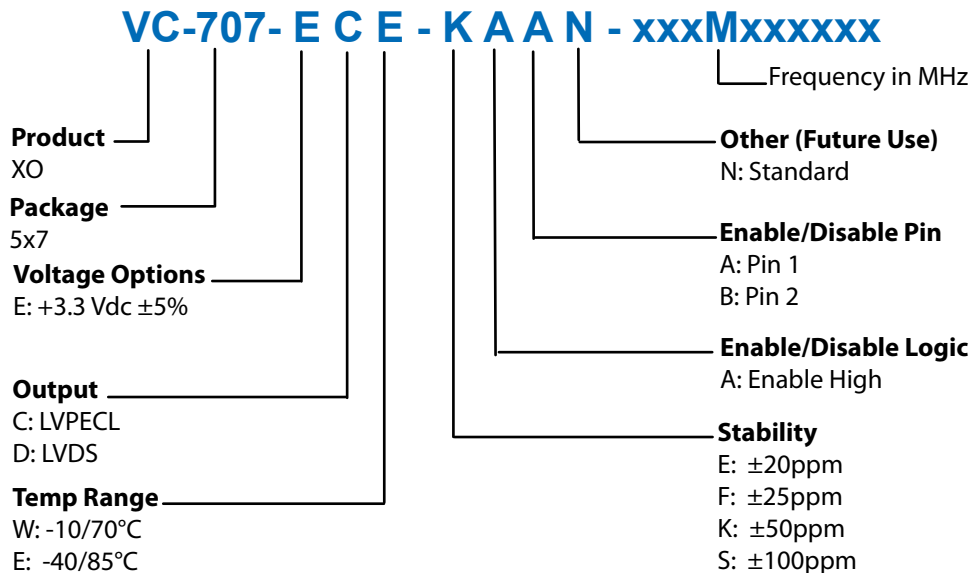 VC-707- E C E - K A A N - xxxMxxxxxx
Frequency in MHz
Product
XO
Package
5x7
Voltage Options
E: +3.3 Vdc ±5%
Output
C: LVPECL
D: LVDS
Temp Range
W: -10/70°C
E: -40/85°C
Other (Future Use)
N: Standard
Enable/Disable Pin
A: Pin 1
B: Pin 2
Enable/Disable Logic
A: Enable High
Stability
E: ±20ppm
F: ±25ppm
K: ±50ppm
S: ±100ppm